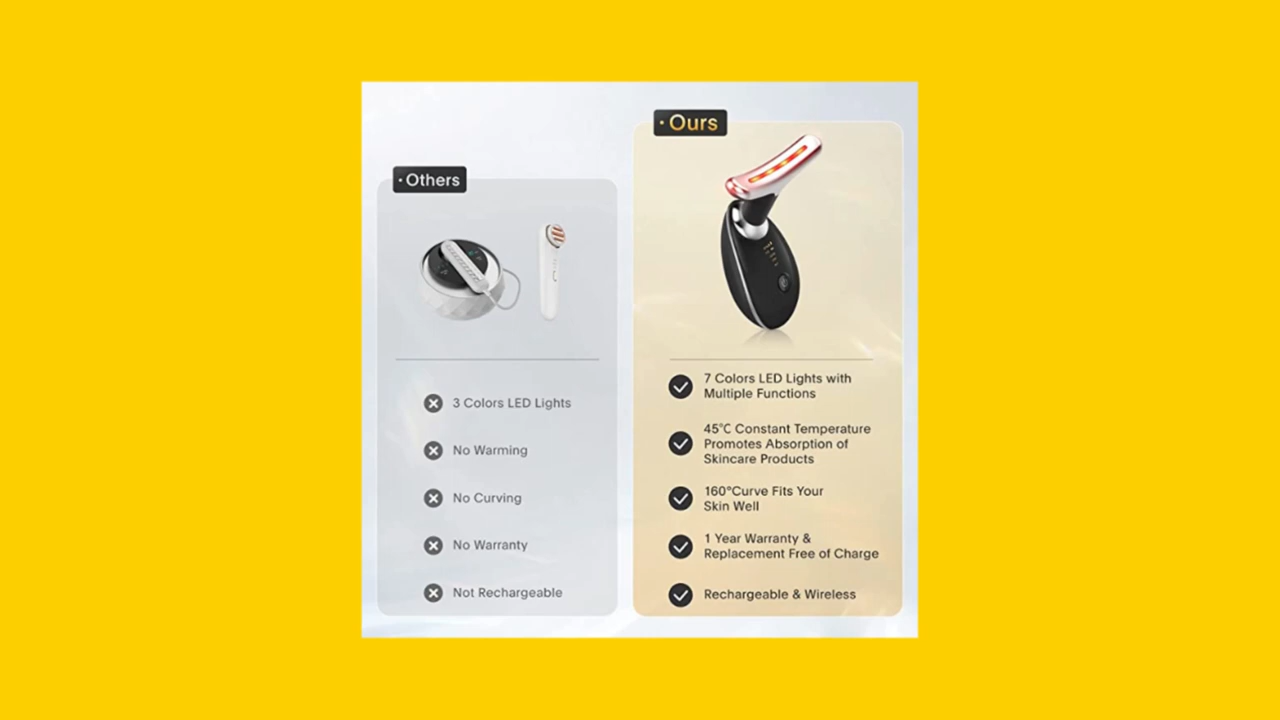 · Others
3 Colors LED Lights
No Warming
No Curving
No Warranty
Not Rechargeable
· Ours
7 Colors LED Lights with
Multiple Functions
45℃ Constant Temperature
Promotes Absorption of
Skincare Products
160°Curve Fits Your
Skin Well
1 Year Warranty &
Replacement Free of Charge
Rechargeable & Wireless